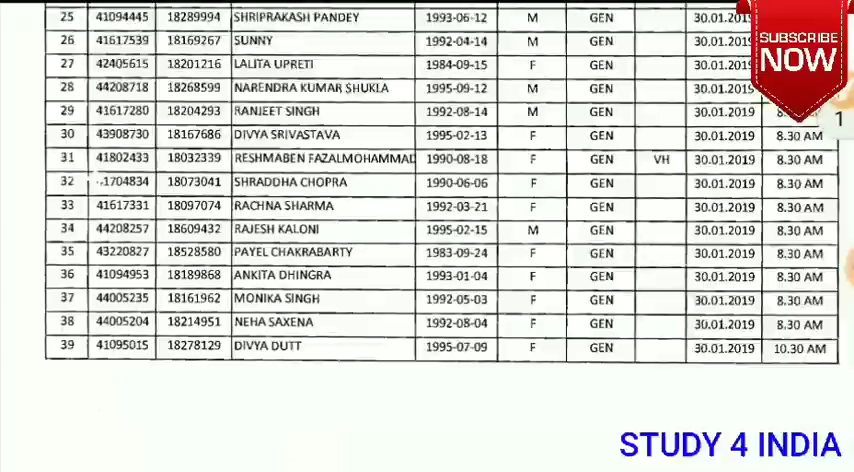 25 41094445 18289994 SHRIPRAKASH PANDEY 1993-06-12 M GEN 30.01.2019
26 41617539 18169267 SUNNY 1992-04-14 M GEN 30.01.2019
27 42405615 18201216 LALITA UPRETI 1984-09-15 F GEN 30.01.2019
28 44208718 18268599 NARENDRA KUMAR SHUKLA 1995-09-12 M GEN 30.01.2019
29 41617280 18204293 RANJEET SINGH 1992-08-14 M GEN 30.01.2019
30 43908730 18167686 DIVYA SRIVASTAVA 1995-02-13 F GEN 30.01.2019 8.30 AM
31 41802433 18032339 RESHMABEN FAZALMOHAMMAD 1990-08-18 F GEN VH 30.01.2019 8.30 AM
32 1704834 18073041 SHRADDHA CHOPRA 1990-06-06 F GEN 30.01.2019 8.30 AM
33 41617331 18097074 RACHNA SHARMA 1992-03-21 F GEN 30.01.2019 8.30 AM
34 44208257 18609432 RAJESH KALONI 1995-02-15 M GEN 30.01.2019 8.30 AM
35 43220827 18528580 PAYEL CHAKRABARTY 1983-09-24 F GEN 30.01.2019 8.30 AM
36 41094953 18189868 ANKITA DHINGRA 1993-01-04 F GEN 30.01.2019 8.30 AM
37 44005235 18161962 MONIKA SINGH 1992-05-03 F GEN 30.01.2019 8.30 AM
38 44005204 18214951 NEHA SAXENA 1992-08-04 F GEN 30.01.2019 8.30 AM
39 41095015 18278129 DIVYA DUTT 1995-07-09 F GEN 30.01.2019 10.30 AM
SUBSCRIBE
NOW
1
STUDY 4 INDIA